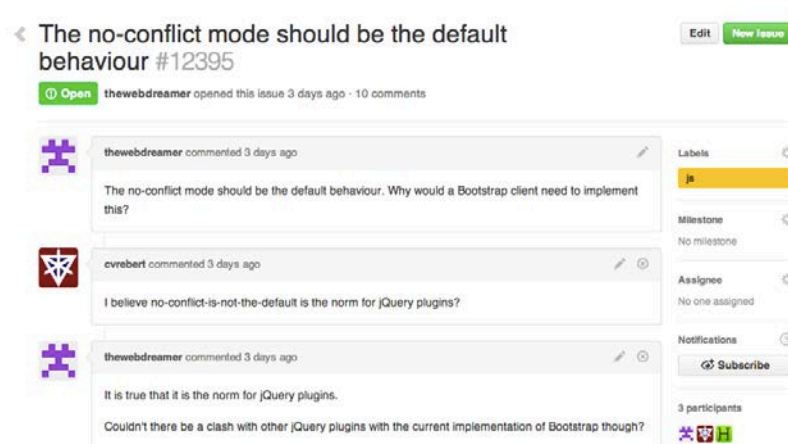 The no-conflict mode should be the default
behaviour #12395
Edit
New Issue
Open thewebdreamer opened this issue 3 days ago · 10 comments
thewebdreamer commented 3 days ago
The no-conflict mode should be the default behaviour. Why would a Bootstrap client need to implement
this?
cvrebert commented 3 days ago
I believe no-conflict-is-not-the-default is the norm for jQuery plugins?
thewebdreamer commented 3 days ago
It is true that it is the norm for jQuery plugins.
Couldn't there be a clash with other jQuery plugins with the current implementation of Bootstrap though?
Labels
js
Milestone
No milestone
Assignee
No one assigned
Notifications
Subscribe
3 participants